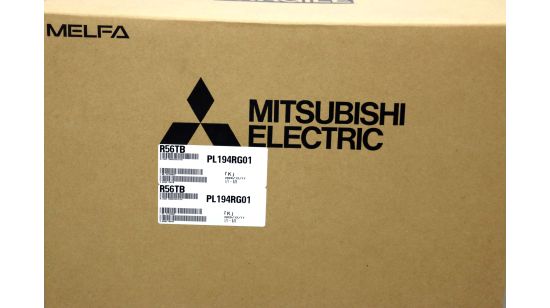 MELFA
MITSUBISHI
ELECTRIC
R56TB
PL194RG01
R56TB
PL194RG01